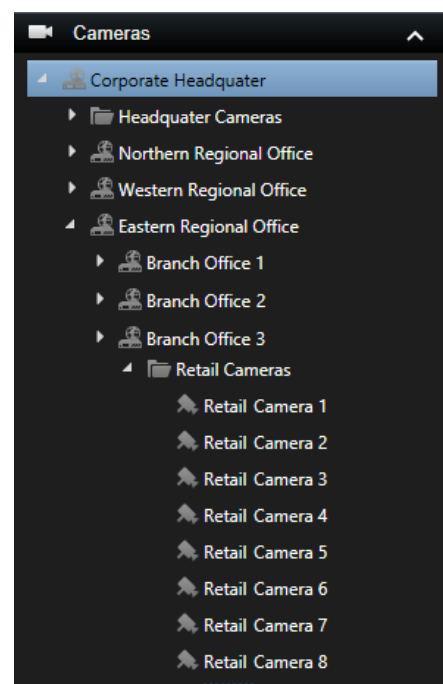 Cameras
Corporate Headquater
Headquater Cameras
Northern Regional Office
Western Regional Office
Eastern Regional Office
Branch Office 1
Branch Office 2
Branch Office 3
Retail Cameras
Retail Camera 1
Retail Camera 2
Retail Camera 3
Retail Camera 4
Retail Camera 5
Retail Camera 6
Retail Camera 7
Retail Camera 8